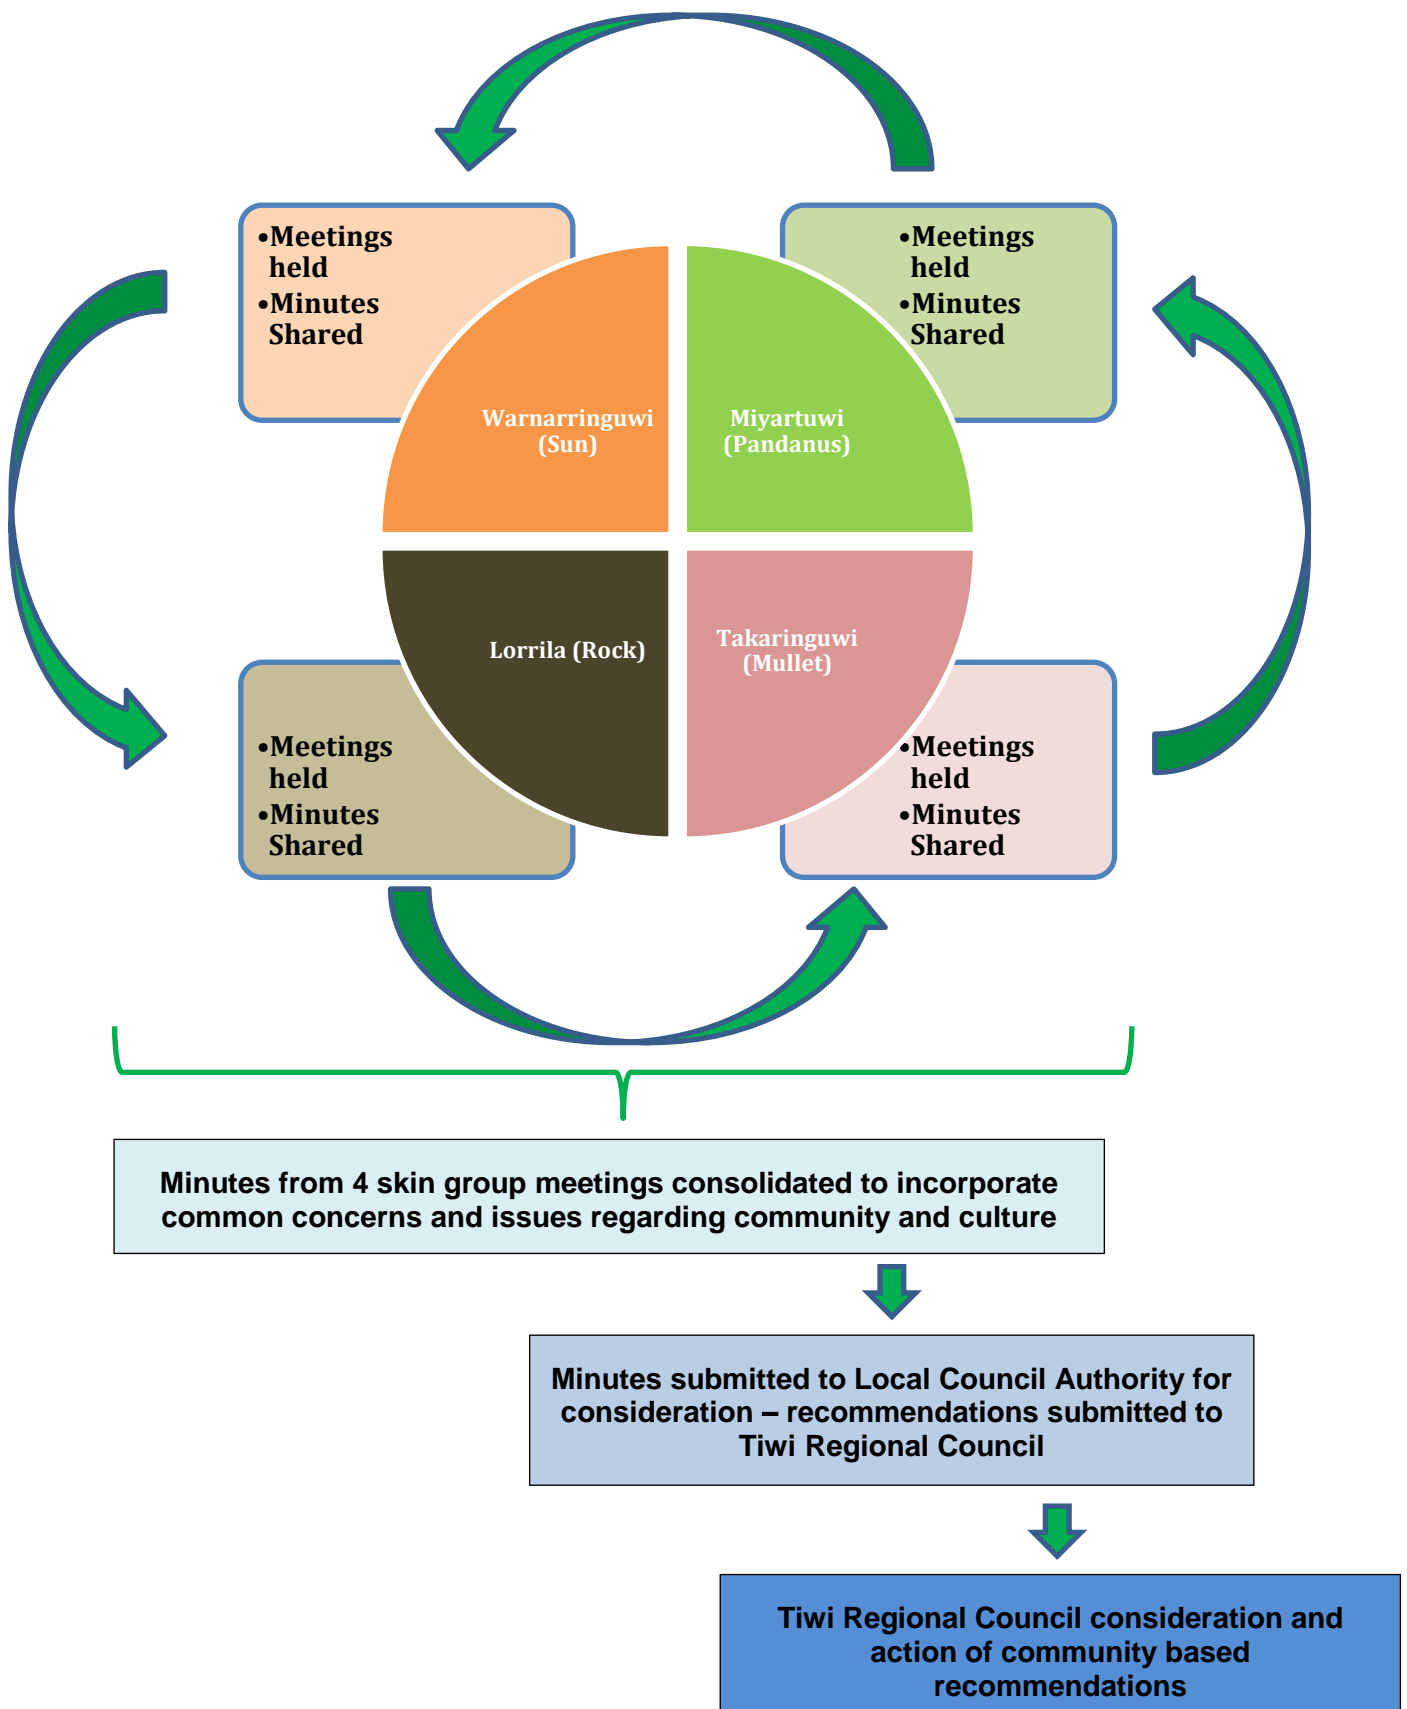 •Meetings
held
•Minutes
Shared
•Meetings
held
•Minutes
Shared
Warnarringuwi
(Sun)
Miyartuwi
(Pandanus)
Lorrila (Rock)
Takaringuwi
(Mullet)
•Meetings
held
•Minutes
Shared
•Meetings
held
•Minutes
Shared
Minutes from 4 skin group meetings consolidated to incorporate
common concerns and issues regarding community and culture
Minutes submitted to Local Council Authority for
consideration – recommendations submitted to
Tiwi Regional Council
Tiwi Regional Council consideration and
action of community based
recommendations